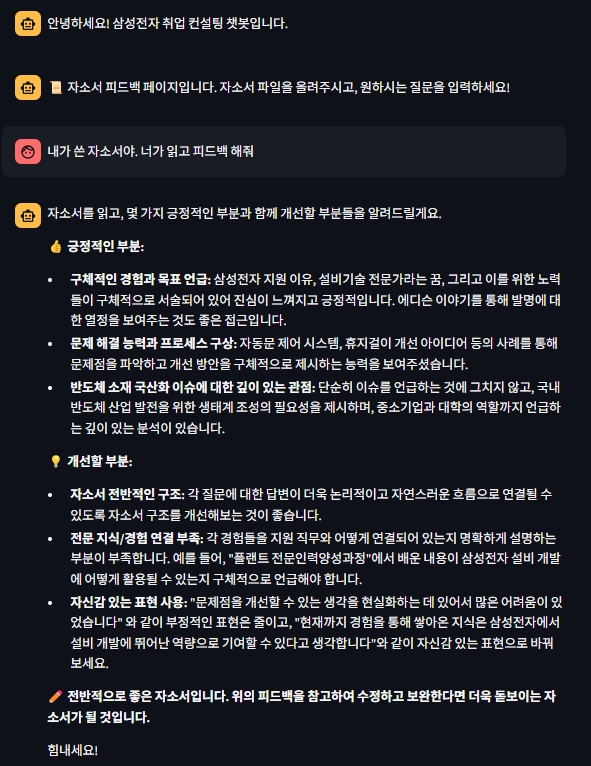 안녕하세요! 삼성전자 취업 컨설팅 챗봇입니다.
📜 자소서 피드백 페이지입니다. 자소서 파일을 올려주시고, 원하시는 질문을 입력하세요!
내가 쓴 자소서야. 너가 읽고 피드백 해줘
자소서를 읽고, 몇 가지 긍정적인 부분과 함께 개선할 부분들을 알려드릴게요.
👍 긍정적인 부분:
• 구체적인 경험과 목표 언급: 삼성전자 지원 이유, 설비기술 전문가라는 꿈, 그리고 이를 위한 노력
들이 구체적으로 서술되어 있어 진심이 느껴지고 긍정적입니다. 에디슨 이야기를 통해 발명에 대
한 열정을 보여주는 것도 좋은 접근입니다.
• 문제 해결 능력과 프로세스 구상: 자동문 제어 시스템, 휴지걸이 개선 아이디어 등의 사례를 통해
문제점을 파악하고 개선 방안을 구체적으로 제시하는 능력을 보여주셨습니다.
• 반도체 소재 국산화 이슈에 대한 깊이 있는 관점: 단순히 이슈를 언급하는 것에 그치지 않고, 국내
반도체 산업 발전을 위한 생태계 조성의 필요성을 제시하며, 중소기업과 대학의 역할까지 언급하
는 깊이 있는 분석이 있습니다.
💡 개선할 부분:
• 자소서 전반적인 구조: 각 질문에 대한 답변이 더욱 논리적이고 자연스러운 흐름으로 연결될 수
있도록 자소서 구조를 개선해보는 것이 좋습니다.
• 전문 지식/경험 연결 부족: 각 경험들을 지원 직무와 어떻게 연결되어 있는지 명확하게 설명하는
부분이 부족합니다. 예를 들어, "플랜트 전문인력양성과정"에서 배운 내용이 삼성전자 설비 개발
에 어떻게 활용될 수 있는지 구체적으로 언급해야 합니다.
• 자신감 있는 표현 사용: "문제점을 개선할 수 있는 생각을 현실화하는 데 있어서 많은 어려움이 있
었습니다" 와 같이 부정적인 표현은 줄이고, "현재까지 경험을 통해 쌓아온 지식은 삼성전자에서
설비 개발에 뛰어난 역량으로 기여할 수 있다고 생각합니다"와 같이 자신감 있는 표현으로 바꿔
보세요.
🖍️ 전반적으로 좋은 자소서입니다. 위의 피드백을 참고하여 수정하고 보완한다면 더욱 돋보이는 자
소서가 될 것입니다.
힘내세요!